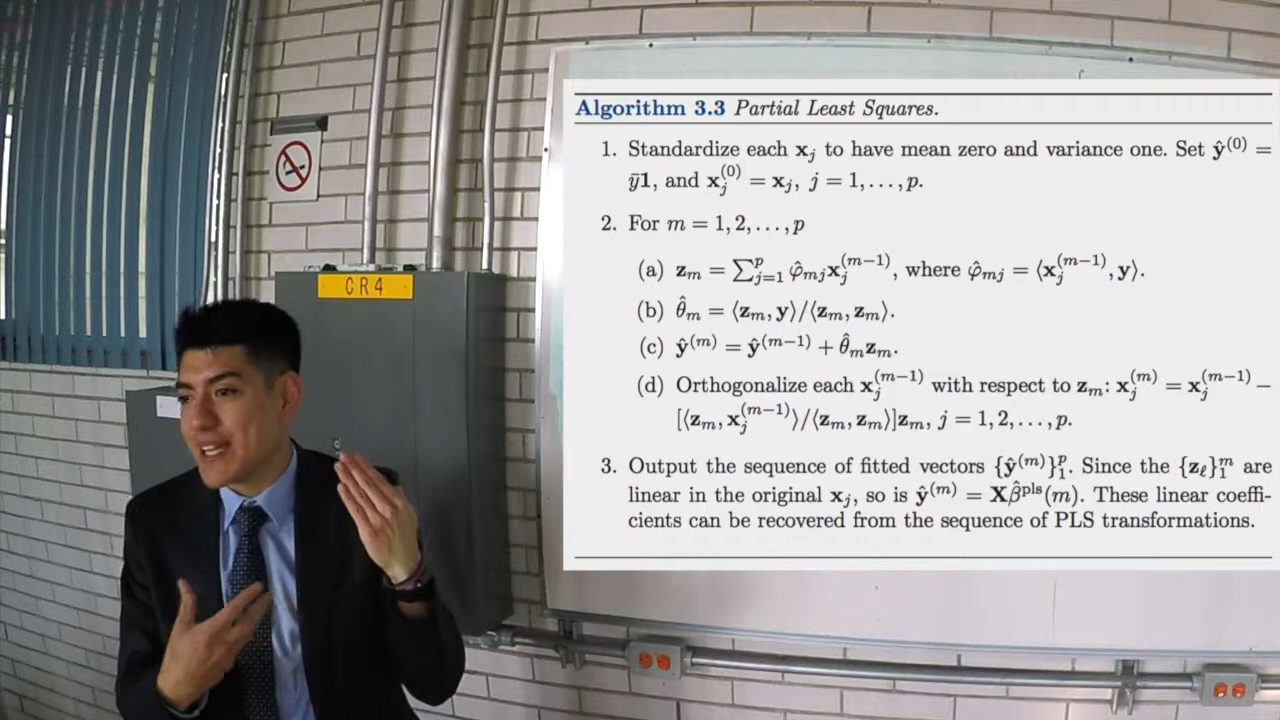 CR4
Algorithm 3.3 Partial Least Squares.
1. Standardize each x_j to have mean zero and variance one. Set ŷ^(0) =
ȳ1, and x_j^(0) = x_j, j = 1, . . . , p.
2. For m = 1, 2, . . . , p
(a) z_m = ∑_{j=1}^p φ̂_mj x_j^(m−1), where φ̂_mj = ⟨x_j^(m−1), y⟩.
(b) θ̂_m = ⟨z_m, y⟩/⟨z_m, z_m⟩.
(c) ŷ^(m) = ŷ^(m−1) + θ̂_m z_m.
(d) Orthogonalize each x_j^(m−1) with respect to z_m: x_j^(m) = x_j^(m−1) −
[⟨z_m, x_j^(m−1)⟩/⟨z_m, z_m⟩]z_m, j = 1, 2, . . . , p.
3. Output the sequence of fitted vectors {ŷ^(m)}_1^p. Since the {z_ℓ}_1^m are
linear in the original x_j, so is ŷ^(m) = Xβ̂^pls(m). These linear coeffi-
cients can be recovered from the sequence of PLS transformations.